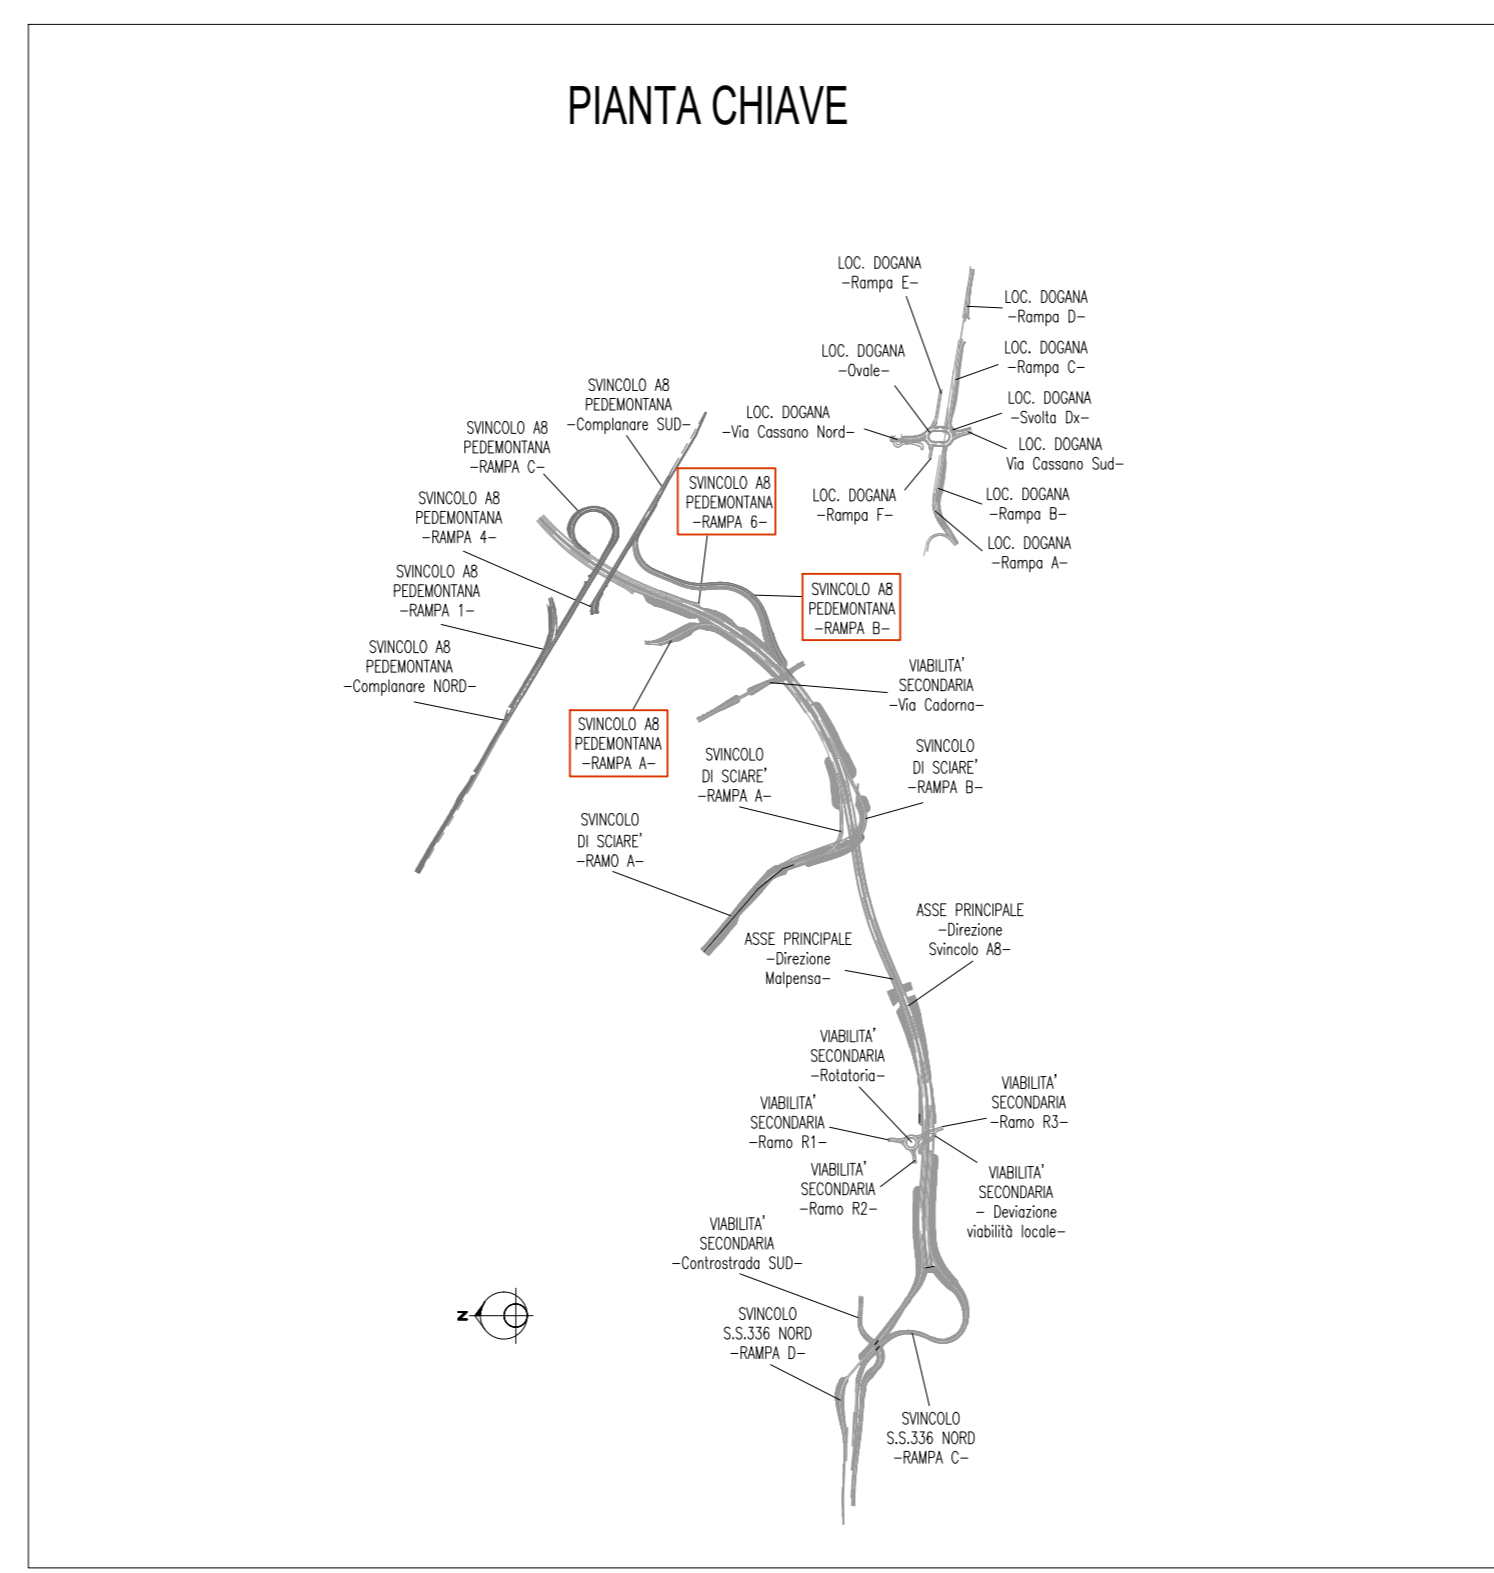 PIANTA CHIAVE
LOC. DOGANA
-Rampa E-
LOC. DOGANA
-Rampa D-
LOC. DOGANA
-Ovale-
LOC. DOGANA
-Rampa C-
SVINCOLO A8
PEDEMONTANA
-Complanare SUD-
LOC. DOGANA
-Via Cassano Nord-
LOC. DOGANA
-Svolta Dx-
SVINCOLO A8
PEDEMONTANA
-RAMPA C-
LOC. DOGANA
Via Cassano Sud-
SVINCOLO A8
PEDEMONTANA
-RAMPA 6-
LOC. DOGANA
-Rampa F-
LOC. DOGANA
-Rampa B-
SVINCOLO A8
PEDEMONTANA
-RAMPA 4-
LOC. DOGANA
-Rampa A-
SVINCOLO A8
PEDEMONTANA
-RAMPA 1-
SVINCOLO A8
PEDEMONTANA
-RAMPA B-
SVINCOLO A8
PEDEMONTANA
-Complanare NORD-
VIABILITA'
SECONDARIA
-Via Cadorna-
SVINCOLO A8
PEDEMONTANA
-RAMPA A-
SVINCOLO
DI SCIARE'
-RAMPA A-
SVINCOLO
DI SCIARE'
-RAMPA B-
SVINCOLO
DI SCIARE'
-RAMO A-
ASSE PRINCIPALE
-Direzione
Svincolo A8-
ASSE PRINCIPALE
-Direzione
Malpensa-
VIABILITA'
SECONDARIA
-Rotatoria-
VIABILITA'
SECONDARIA
-Ramo R3-
VIABILITA'
SECONDARIA
-Ramo R1-
VIABILITA'
SECONDARIA
-Ramo R2-
VIABILITA'
SECONDARIA
- Deviazione
viabilità locale-
VIABILITA'
SECONDARIA
-Controstrada SUD-
N
SVINCOLO
S.S.336 NORD
-RAMPA D-
SVINCOLO
S.S.336 NORD
-RAMPA C-